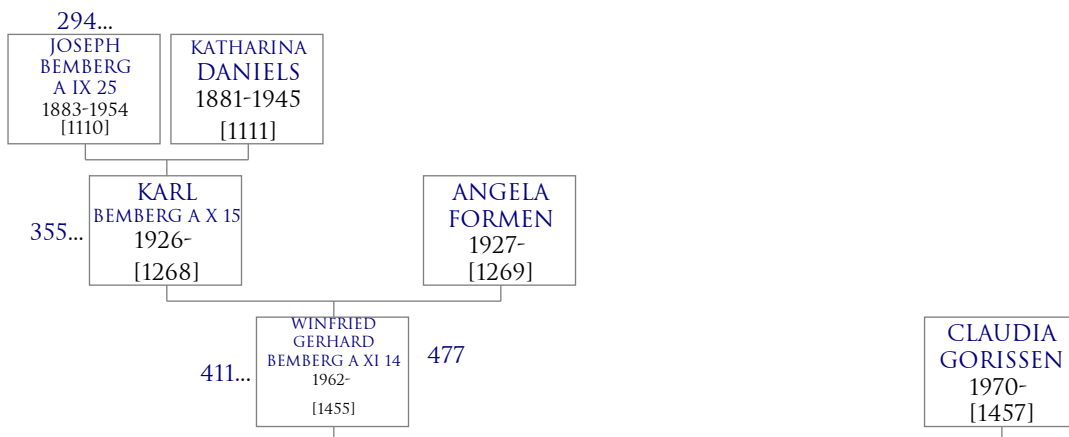 294...
JOSEPH
BEMBERG
A IX 25
1883-1954
[1110]
KATHARINA
DANIELS
1881-1945
[1111]
355...
KARL
BEMBERG A X 15
1926-
[1268]
ANGELA
FORMEN
1927-
[1269]
411...
WINFRIED
GERHARD
BEMBERG A XI 14
1962-
[1455]
477
CLAUDIA
GORISSEN
1970-
[1457]